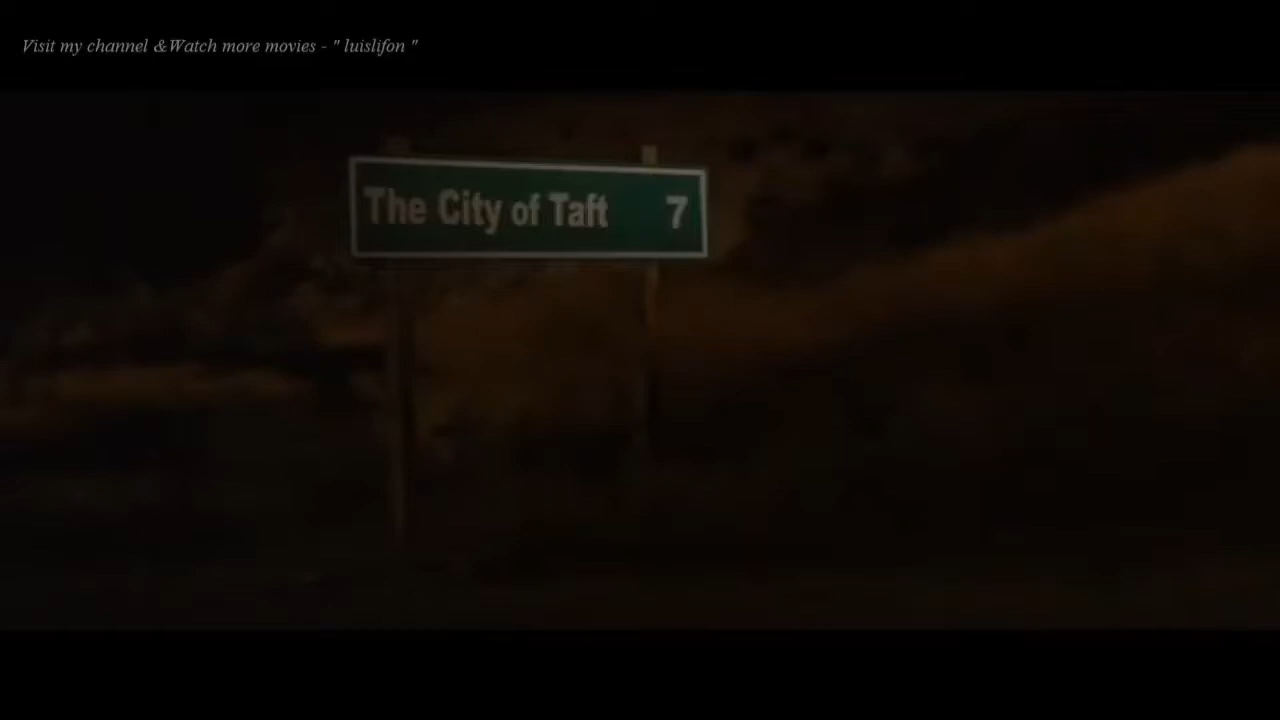 Visit my channel &Watch more movies - " luislifon "
The City of Taft 7